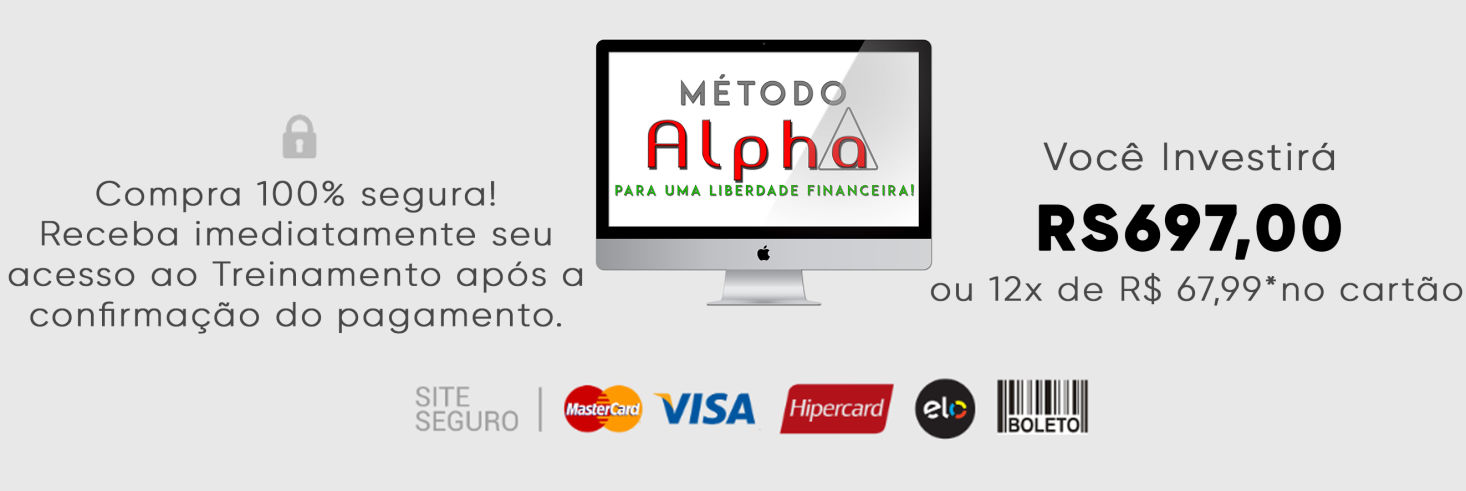 Compra 100% segura!
Receba imediatamente seu
acesso ao Treinamento após a
confirmação do pagamento.
MÉTODO
Alpha
PARA UMA LIBERDADE FINANCEIRA!
Você Investirá
RS697,00
ou 12x de R$ 67,99*no cartão
SITE
SEGURO
MasterCard
VISA
Hipercard
elo
BOLETO